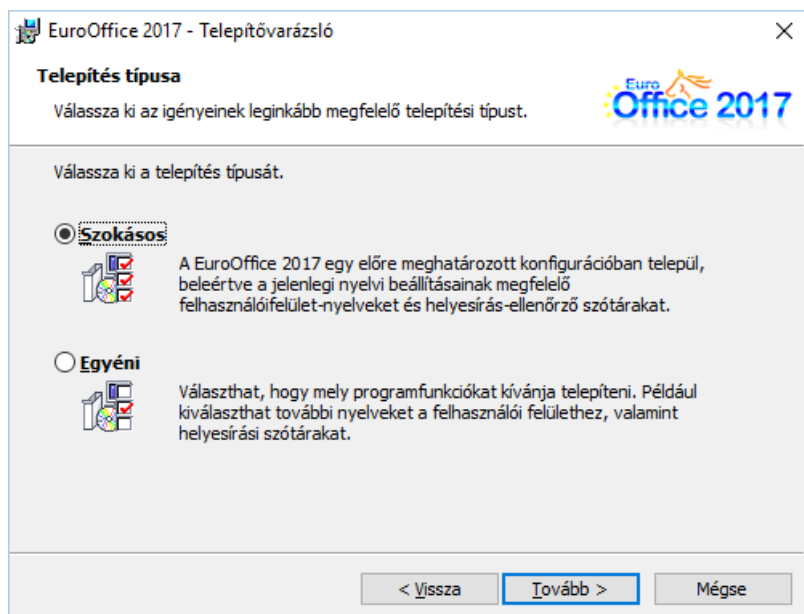 EuroOffice 2017 - Telepítővarázsló
Telepítés típusa
Válassza ki az igényeinek leginkább megfelelő telepítési típust.
Euro
Office 2017
Válassza ki a telepítés típusát.
Szokásos
A EuroOffice 2017 egy előre meghatározott konfigurációban települ,
beleértve a jelenlegi nyelvi beállításainak megfelelő
felhasználóifelület-nyelveket és helyesírás-ellenőrző szótárakat.
Egyéni
Választhat, hogy mely programfunkciókat kívánja telepíteni. Például
kiválaszthat további nyelveket a felhasználói felülethez, valamint
helyesírási szótárakat.
< Vissza Tovább > Mégse